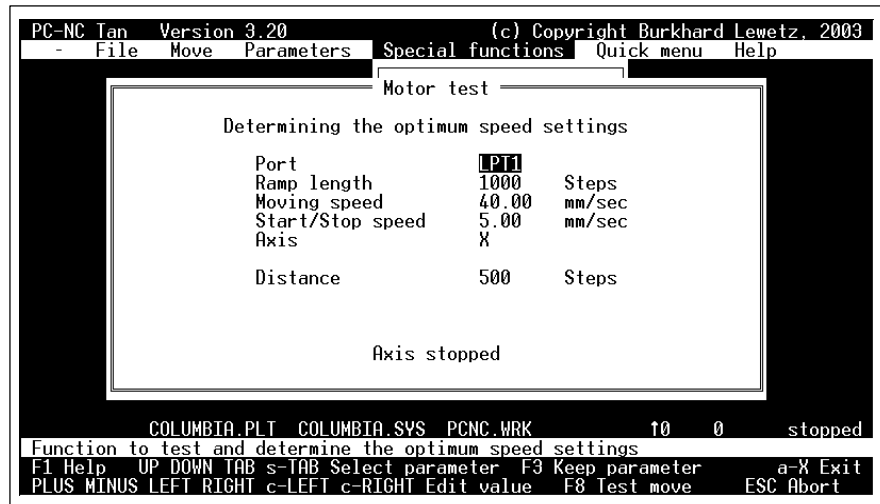 PC-NC Tan Version 3.20 (c) Copyright Burkhard Lewetz, 2003
- File Move Parameters Special functions Quick menu Help
Motor test
Determining the optimum speed settings
Port LPT1
Ramp length 1000 Steps
Moving speed 40.00 mm/sec
Start/Stop speed 5.00 mm/sec
Axis X
Distance 500 Steps
Axis stopped
COLUMBIA.PLT COLUMBIA.SYS PCNC.WRK ↑0 0 stopped
Function to test and determine the optimum speed settings
F1 Help UP DOWN TAB s-TAB Select parameter F3 Keep parameter a-X Exit
PLUS MINUS LEFT RIGHT c-LEFT c-RIGHT Edit value F8 Test move ESC Abort